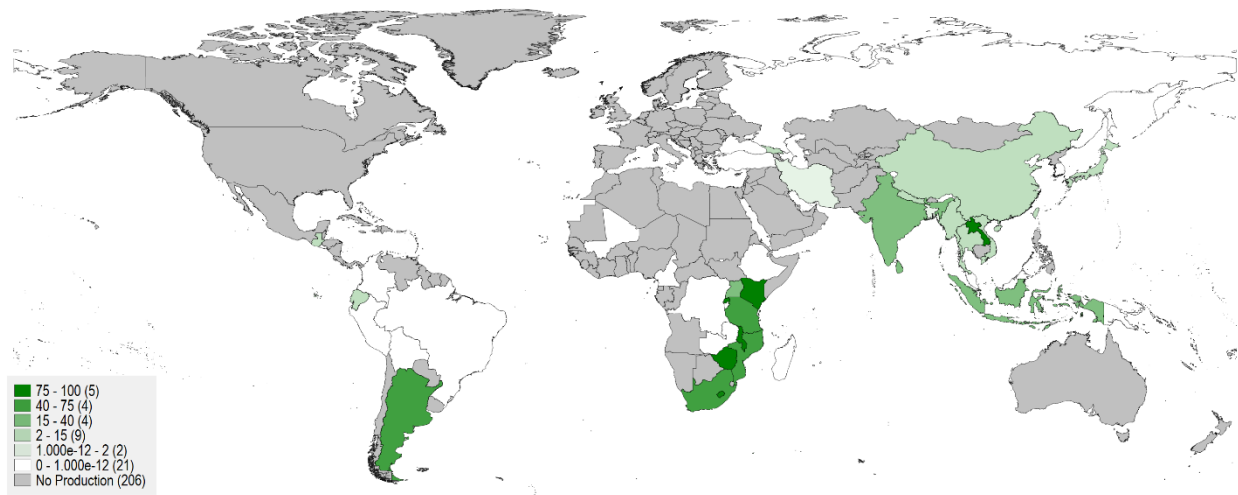 75 - 100 (5)
40 - 75 (4)
15 - 40 (4)
2 - 15 (9)
1.000e-12 - 2 (2)
0 - 1.000e-12 (21)
No Production (206)